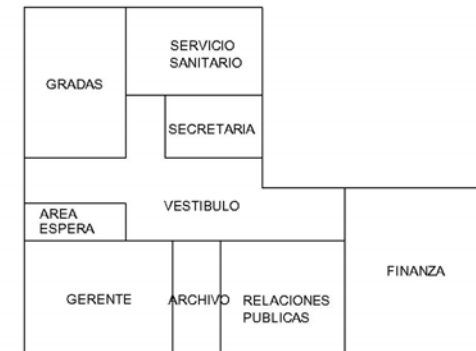 SERVICIO
SANITARIO
GRADAS
SECRETARIA
VESTIBULO
AREA
ESPERA
FINANZA
GERENTE
ARCHIVO
RELACIONES
PUBLICAS